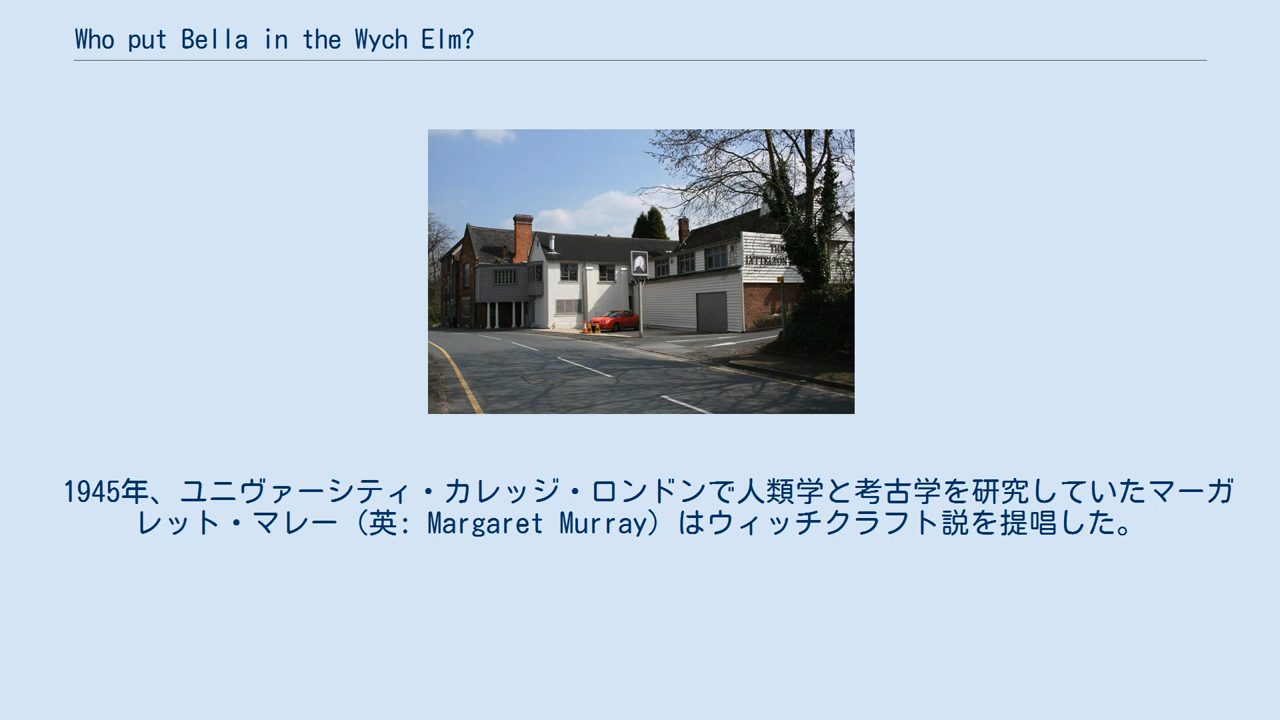 Who put Bella in the Wych Elm?
1945年、ユニヴァーシティ・カレッジ・ロンドンで人類学と考古学を研究していたマーガ
レット・マレー（英: Margaret Murray）はウィッチクラフト説を提唱した。